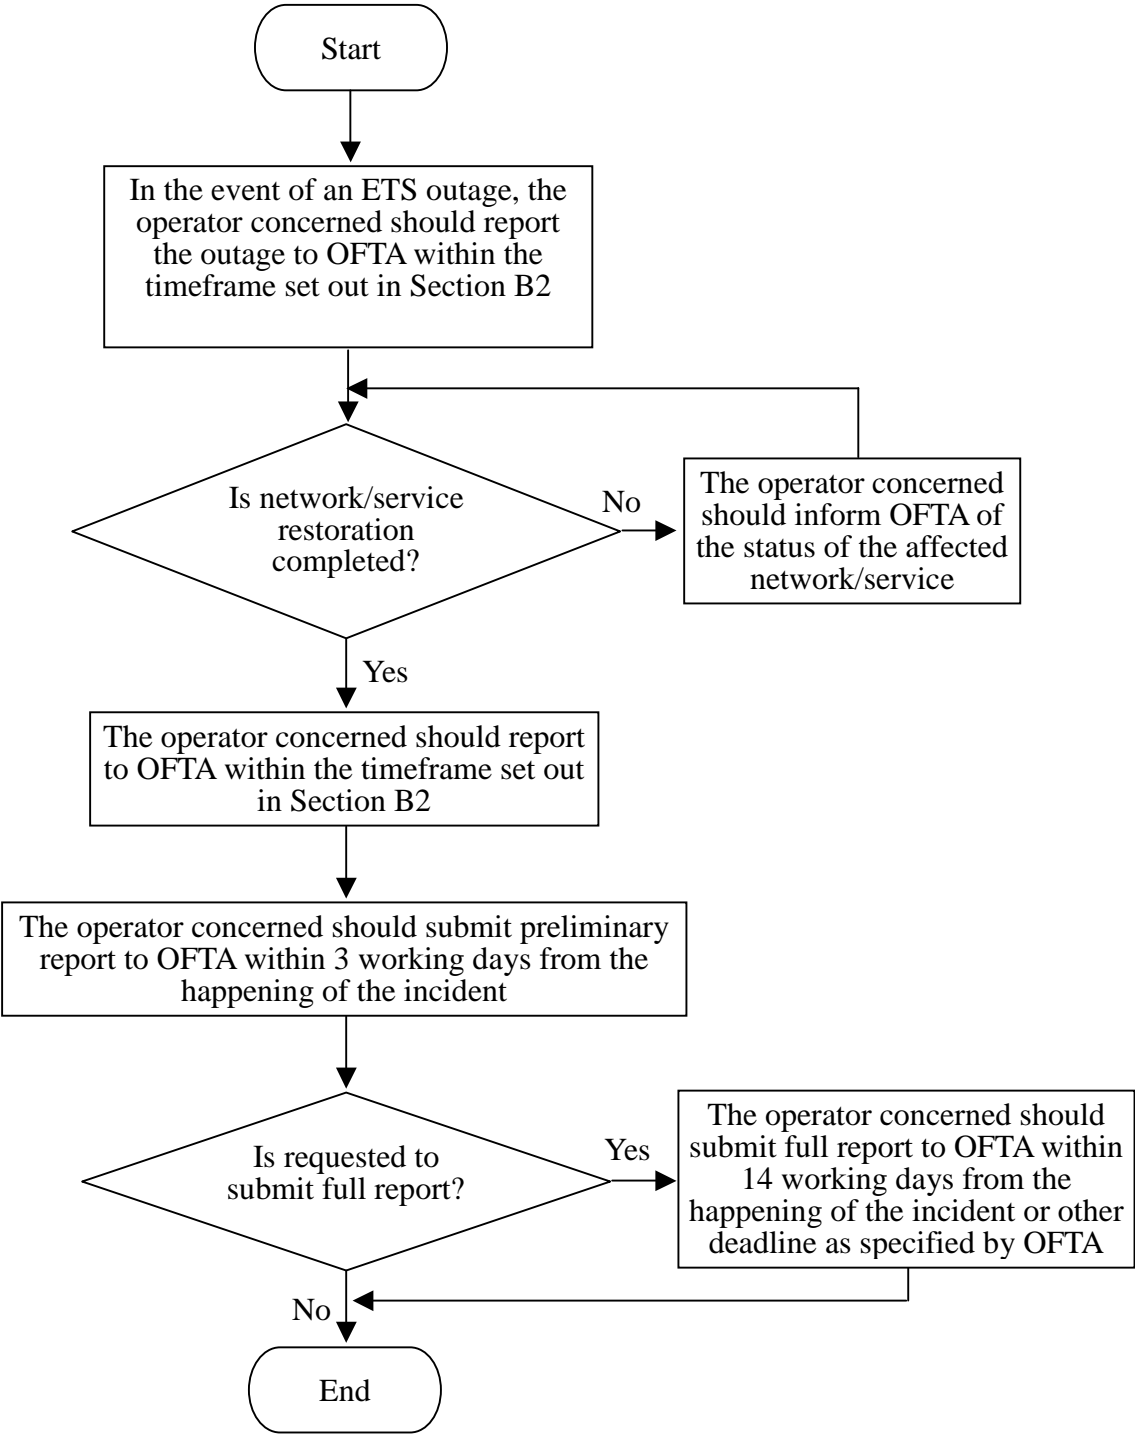 Start
In the event of an ETS outage, the
operator concerned should report
the outage to OFTA within the
timeframe set out in Section B2
Is network/service
restoration
completed?
No
The operator concerned
should inform OFTA of
the status of the affected
network/service
Yes
The operator concerned should report
to OFTA within the timeframe set out
in Section B2
The operator concerned should submit preliminary
report to OFTA within 3 working days from the
happening of the incident
Is requested to
submit full report?
Yes
The operator concerned should
submit full report to OFTA within
14 working days from the
happening of the incident or other
deadline as specified by OFTA
No
End